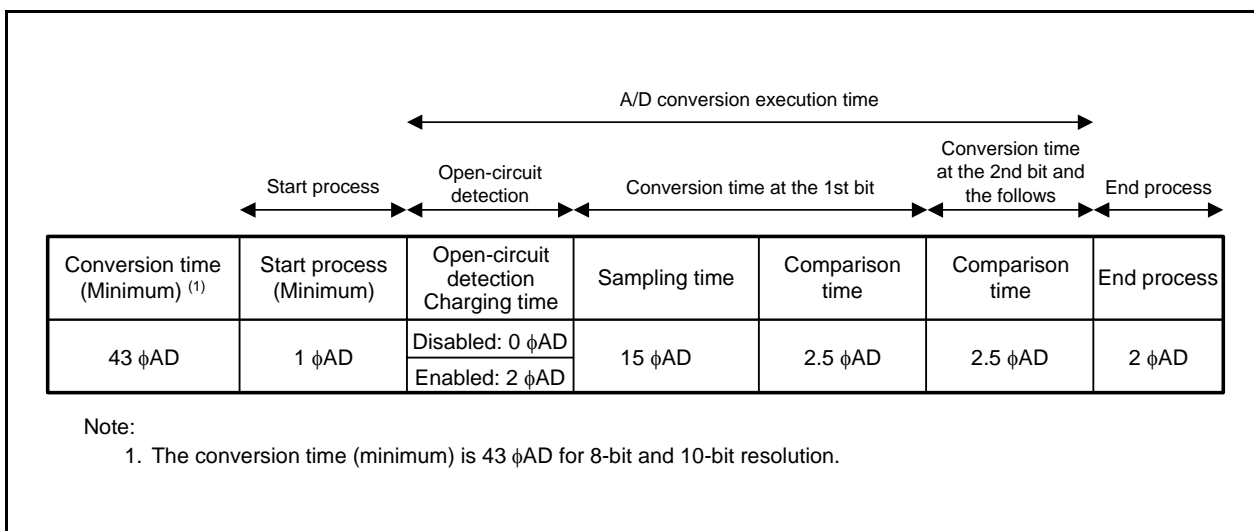 A/D conversion execution time
Start process
Open-circuit
detection
Conversion time at the 1st bit
Conversion time
at the 2nd bit and
the follows
End process
Conversion time
(Minimum) (1)
Start process
(Minimum)
Open-circuit
detection
Charging time
Sampling time
Comparison
time
Comparison
time
End process
43 ϕAD
1 ϕAD
Disabled: 0 ϕAD
Enabled: 2 ϕAD
15 ϕAD
2.5 ϕAD
2.5 ϕAD
2 ϕAD
Note:
1. The conversion time (minimum) is 43 ϕAD for 8-bit and 10-bit resolution.